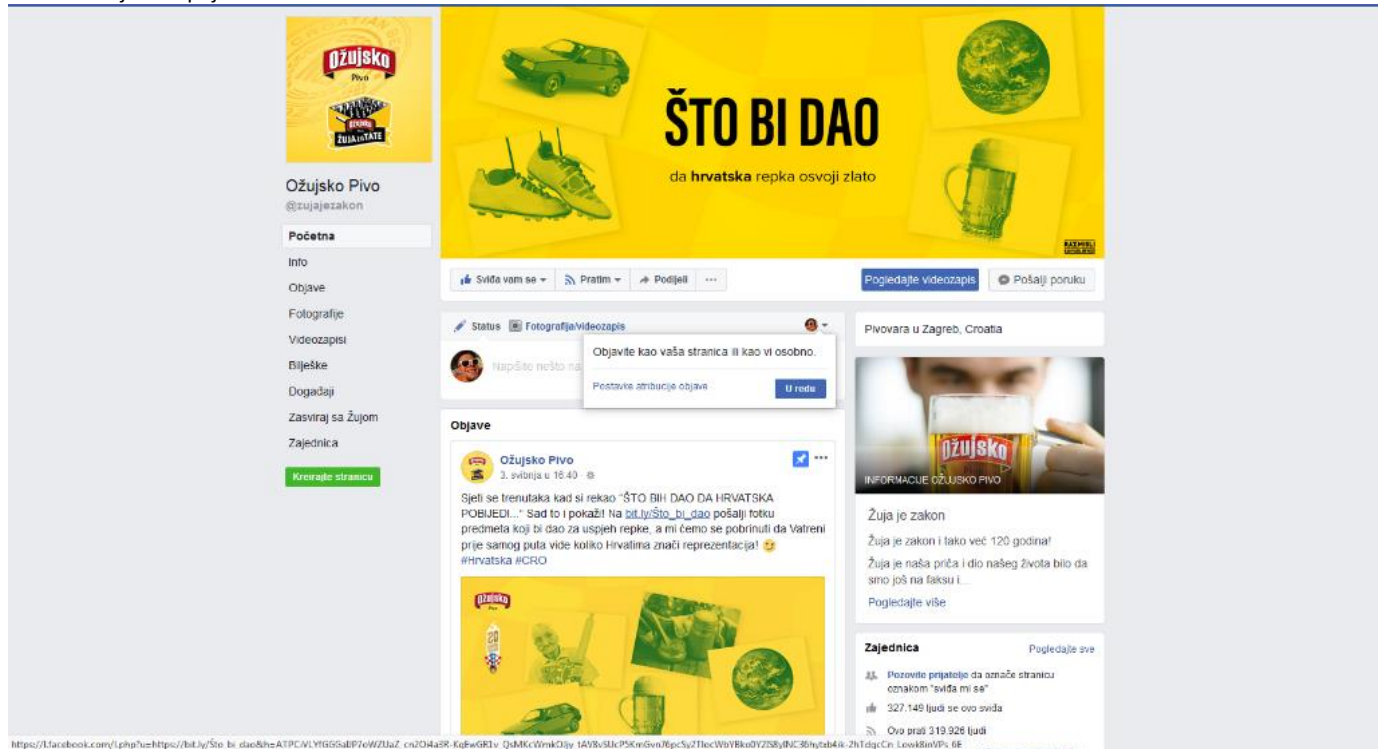 Ožujsko
Pivo
Ožujsko
ŽUJA ZA TATE
ŠTO BI DAO
da hrvatska repka osvoji zlato
Ožujsko Pivo
@zujajezakon
Početna
Info
Objave
Fotografije
Videozapisi
Bilješke
Događaji
Zasviraj sa Žujom
Zajednica
Kreirajte stranicu
Sviđa vam se
Pratim
Podijeli
Pogledajte videozapis
Pošalji poruku
Status
Fotografija/videozapis
Napišite nešto na
Objavite kao vaša stranica ili kao vi osobno.
Postavke atribucije objave
U redu
Objave
Ožujsko Pivo
3. svibnja u 16:40
Sjeti se trenutaka kad si rekao "ŠTO BIH DAO DA HRVATSKA
POBIJEDI..." Sad to i pokaži! Na bit.ly/Što_bi_dao pošalji fotku
predmeta koji bi dao za uspjeh repke, a mi ćemo se pobrinuti da Vatreni
prije samog puta vide koliko Hrvatima znači reprezentacija!
#Hrvatska #CRO
Ožujsko
Pivo
20
Pivovara u Zagreb, Croatia
Ožujsko
INFORMACIJE OŽUJSKO PIVO
Žuja je zakon
Žuja je zakon i tako već 120 godina!
Žuja je naša priča i dio našeg života bilo da
smo još na faksu i...
Pogledajte više
Zajednica
Pogledajte sve
Pozovite prijatelje da označe stranicu
oznakom "sviđa mi se"
327.149 ljudi se ovo sviđa
Ovo prati 319.926 ljudi